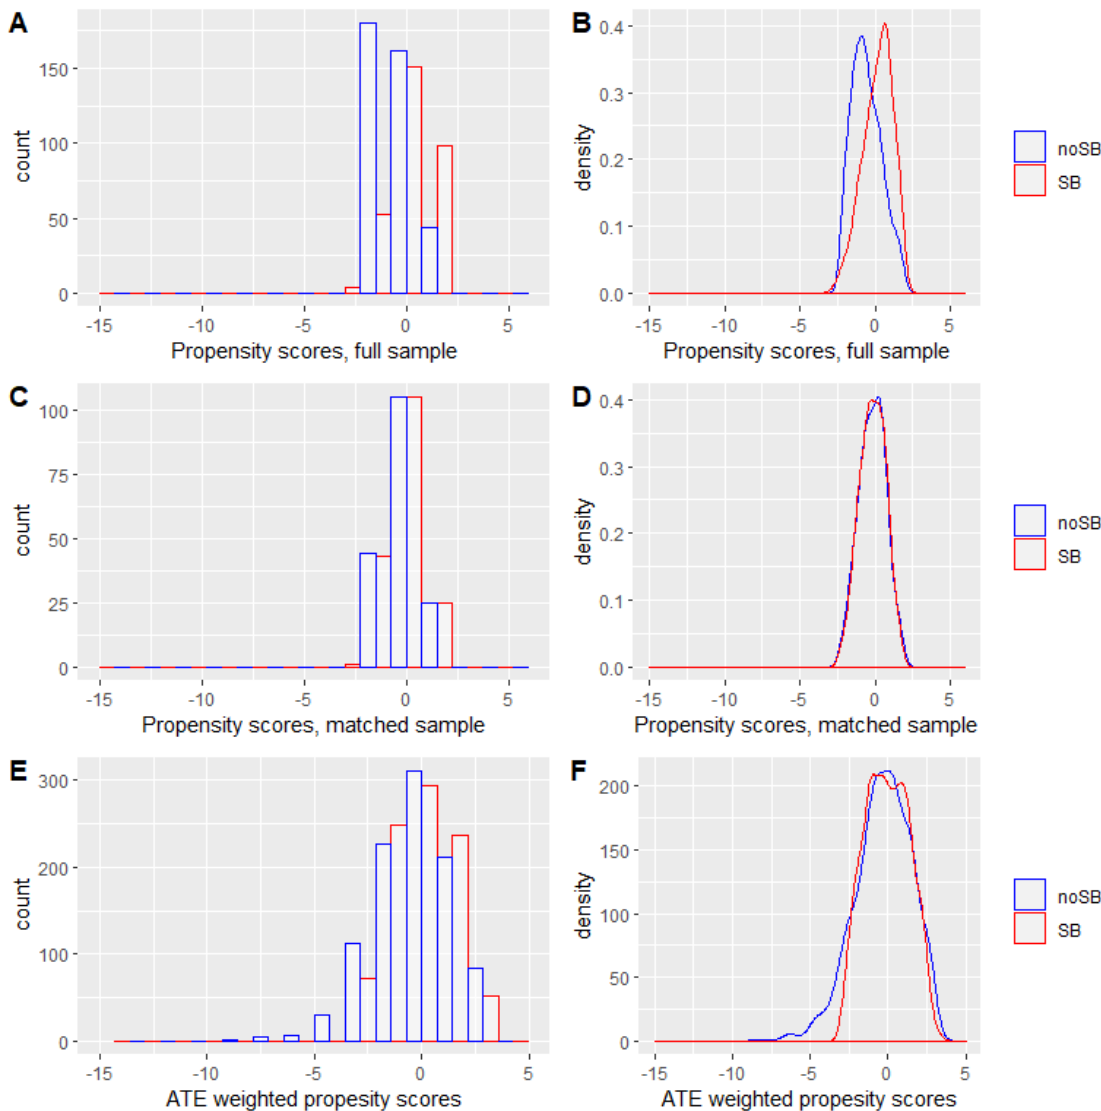 A
count
150
100
50
0
-15 -10 -5 0 5
Propensity scores, full sample
B
density
0.4
0.3
0.2
0.1
0.0
-15 -10 -5 0 5
Propensity scores, full sample
noSB
SB
C
count
100
75
50
25
0
-15 -10 -5 0 5
Propensity scores, matched sample
D
density
0.4
0.3
0.2
0.1
0.0
-15 -10 -5 0 5
Propensity scores, matched sample
noSB
SB
E
count
300
200
100
0
-15 -10 -5 0 5
ATE weighted propesity scores
F
density
200
150
100
50
0
-15 -10 -5 0 5
ATE weighted propesity scores
noSB
SB